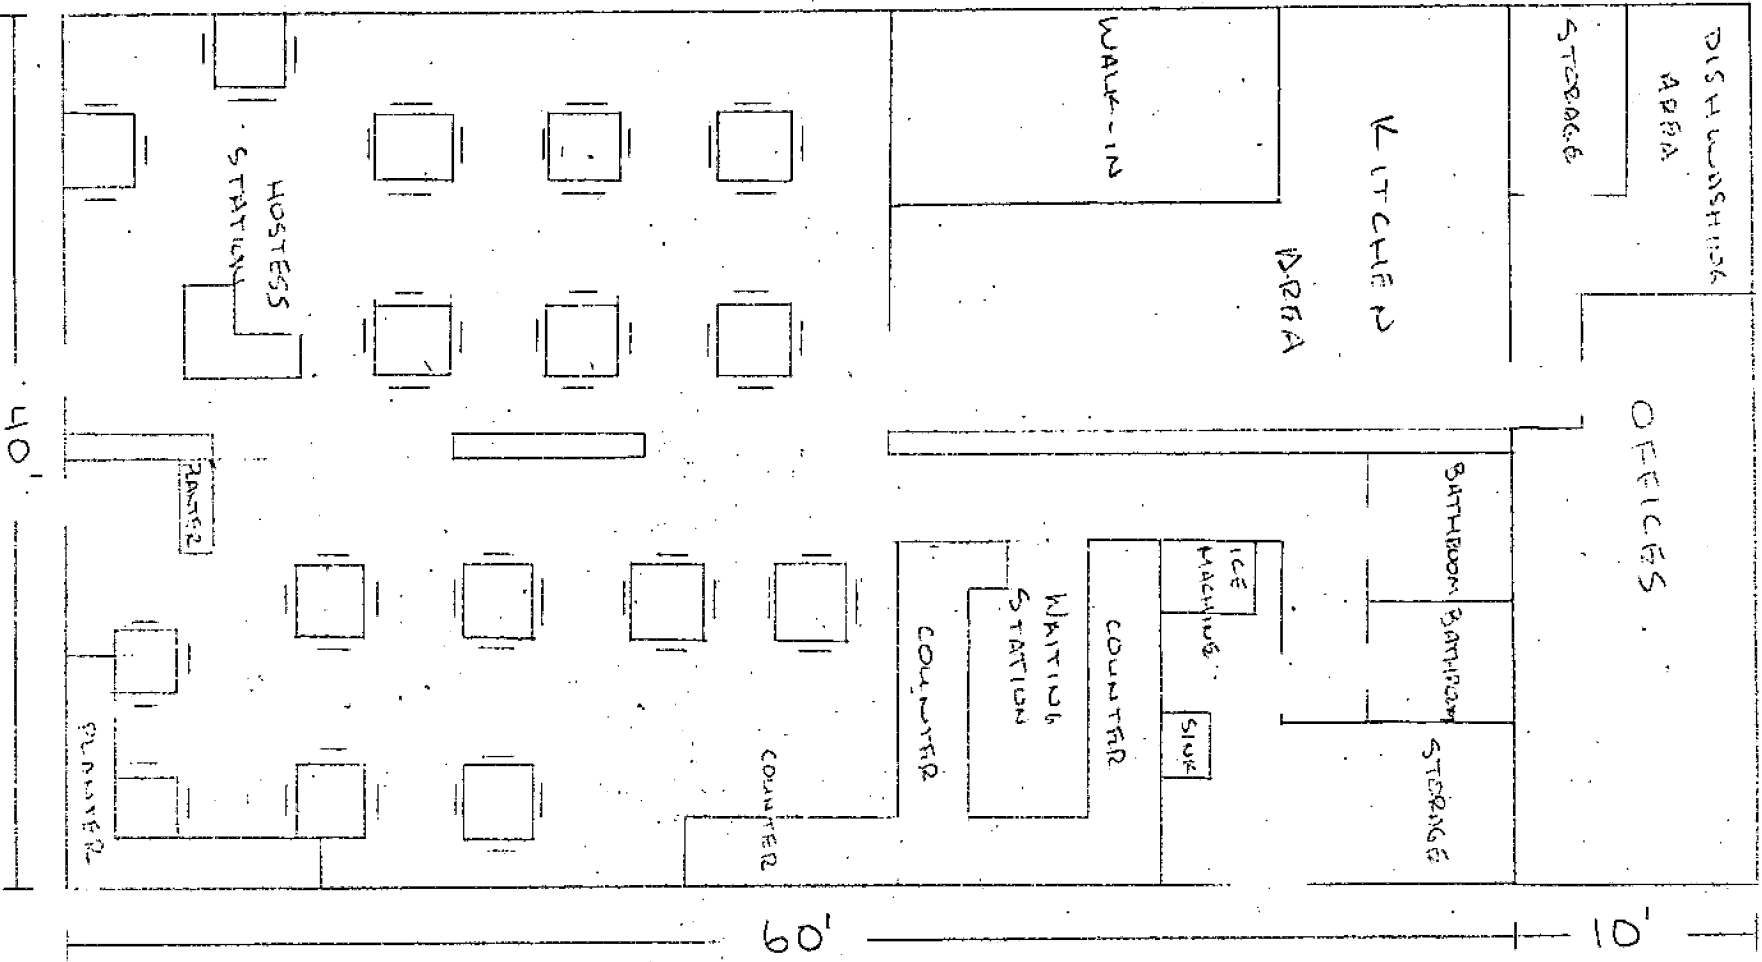 WALK-IN
STORAGE
DISHWASHING
AREA
KITCHEN
AREA
HOSTESS
STATION
40'
OFFICES
PLANTER
BATHROOM
BATHROOM
ICE
MACHINE
WAITING
STATION
COUNTER
COUNTER
SINK
STORAGE
PLANTER
COUNTER
60'
10'